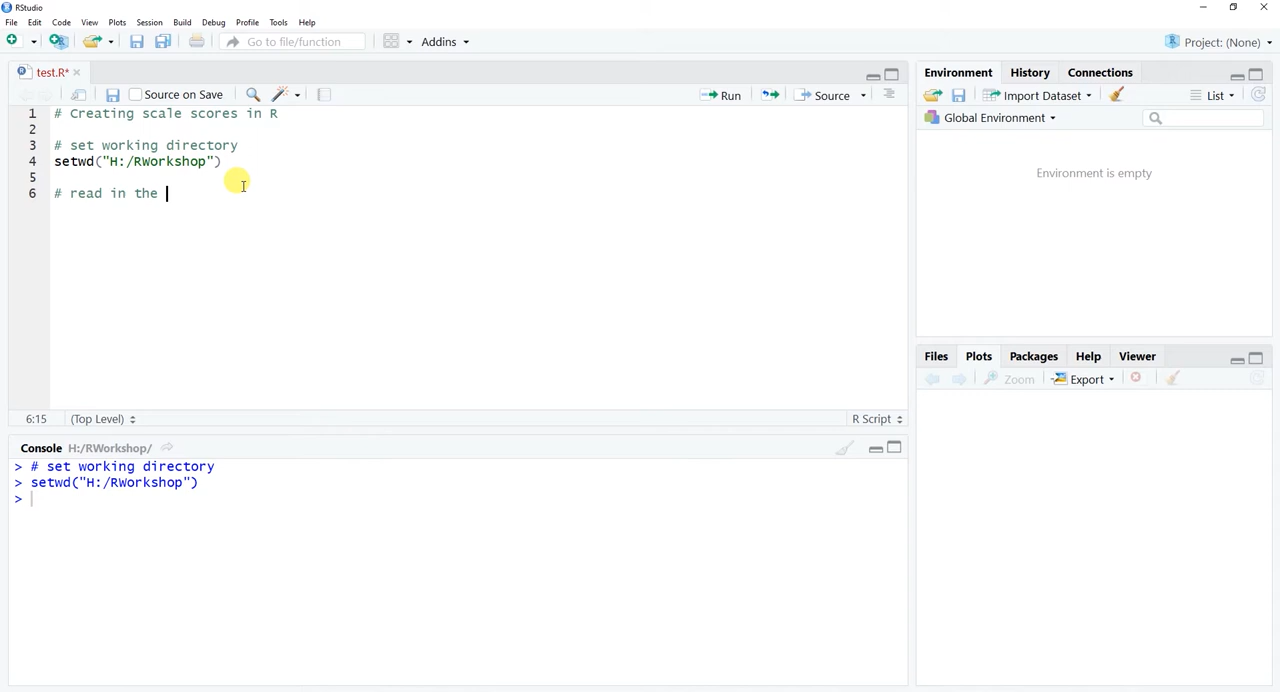 RStudio
File Edit Code View Plots Session Build Debug Profile Tools Help
Go to file/function Addins Project: (None)
test.R*
Source on Save Run Source
1 # Creating scale scores in R
2
3 # set working directory
4 setwd("H:/RWorkshop")
5
6 # read in the
6:15 (Top Level) R Script
Console H:/RWorkshop/
> # set working directory
> setwd("H:/RWorkshop")
>
Environment History Connections
Import Dataset List
Global Environment
Environment is empty
Files Plots Packages Help Viewer
Zoom Export